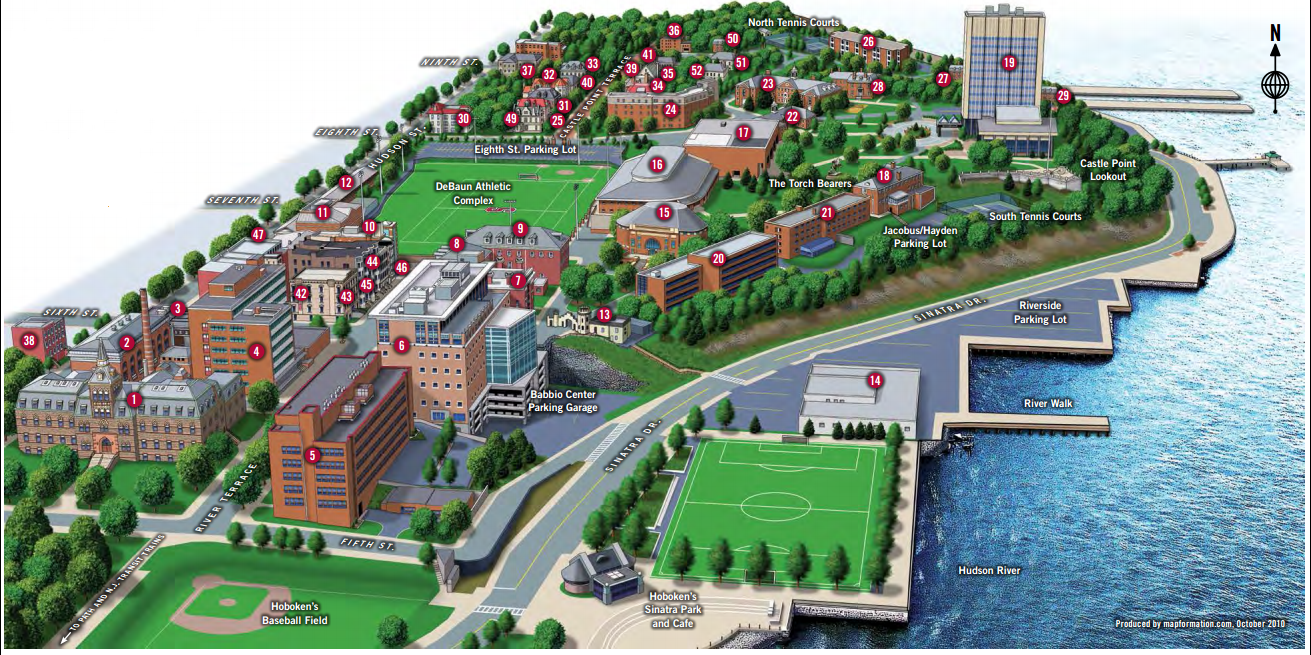 N
North Tennis Courts
36
50
26
19
NINTH ST.
41
51
33
39
35
52
37
32
40
34
23
28
27
29
31
24
30
49
25
22
CASTLE POINT TERRACE
EIGHTH ST.
HUDSON ST.
17
Eighth St. Parking Lot
16
Castle Point
Lookout
12
DeBaun Athletic
Complex
The Torch Bearers
18
SEVENTH ST.
11
10
15
21
South Tennis Courts
47
8
9
Jacobus/Hayden
Parking Lot
44
46
20
42
43
45
7
SIXTH ST.
3
13
SINATRA DR.
Riverside
Parking Lot
38
2
4
6
14
1
Babbio Center
Parking Garage
River Walk
SINATRA DR.
5
RIVER TERRACE
FIFTH ST.
TO PATH AND N.J. TRANSIT TRAINS
Hudson River
Hoboken's
Baseball Field
Hoboken's
Sinatra Park
and Cafe
Produced by mapformation.com, October 2010